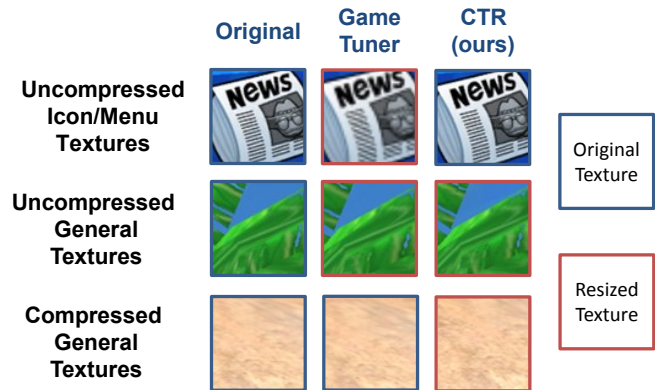 Original
Game
Tuner
CTR
(ours)
Uncompressed
Icon/Menu
Textures
NEWS
NEWS
NEWS
Uncompressed
General
Textures
Compressed
General
Textures
Original
Texture
Resized
Texture